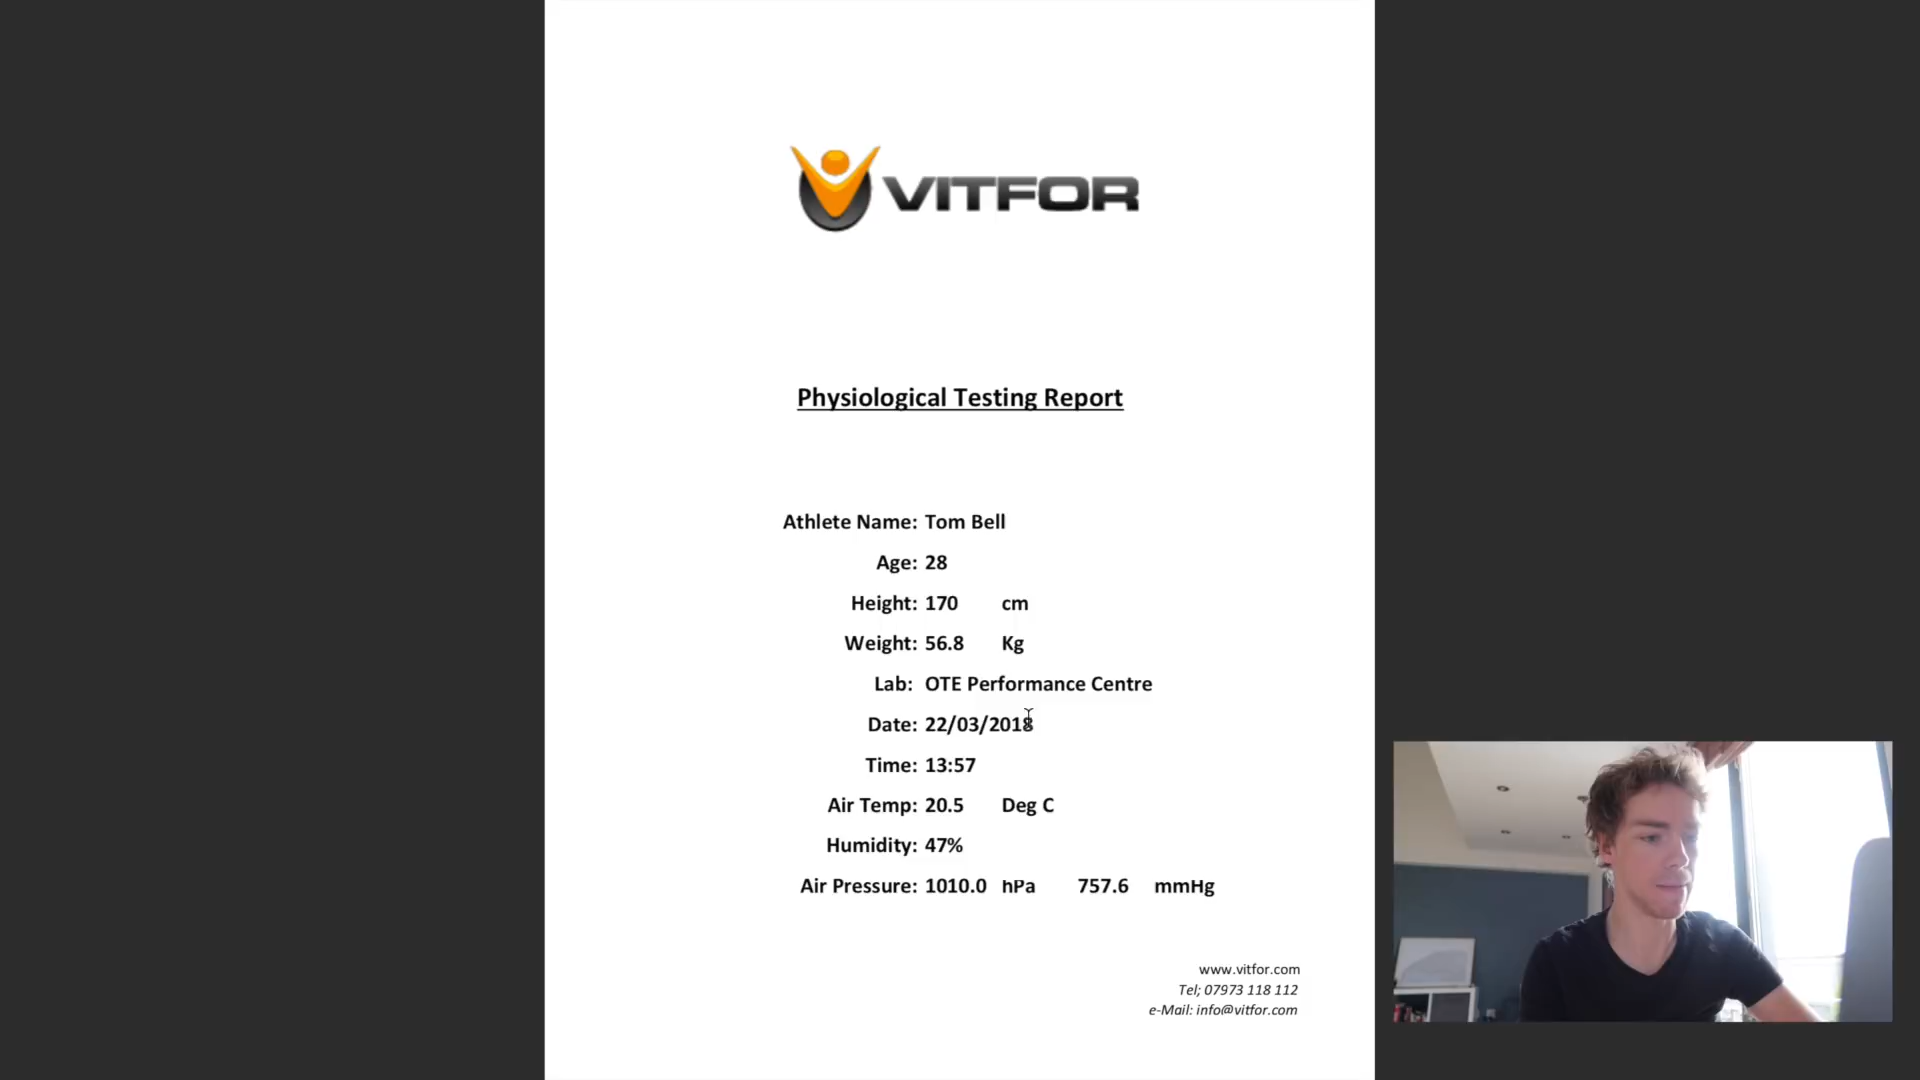 VITFOR
Physiological Testing Report
Athlete Name: Tom Bell
Age: 28
Height: 170 cm
Weight: 56.8 Kg
Lab: OTE Performance Centre
Date: 22/03/2018
Time: 13:57
Air Temp: 20.5 Deg C
Humidity: 47%
Air Pressure: 1010.0 hPa 757.6 mmHg
www.vitfor.com
Tel; 07973 118 112
e-Mail: info@vitfor.com